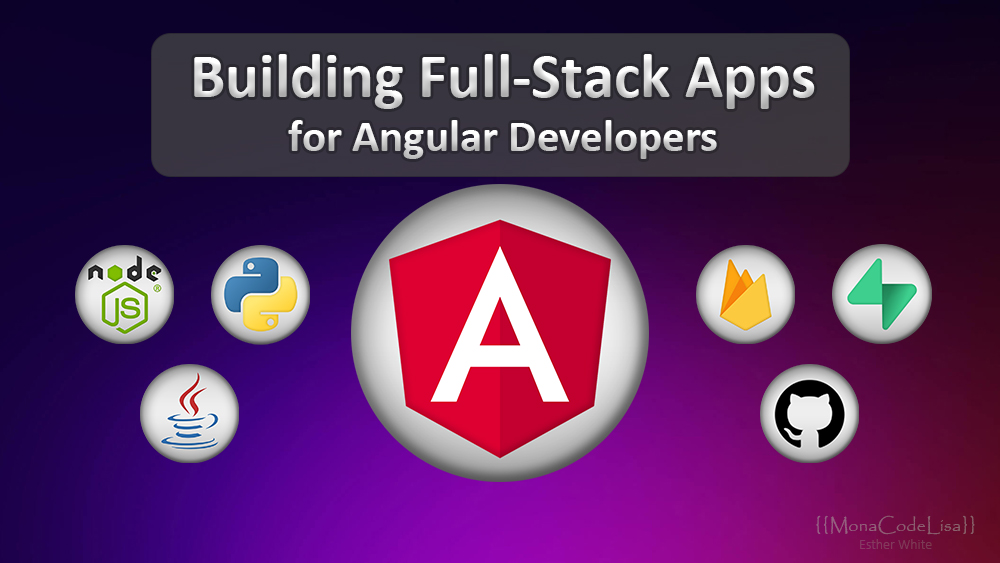 Building Full-Stack Apps
for Angular Developers
node
JS
®
A
{{MonaCodeLisa}}
Esther White